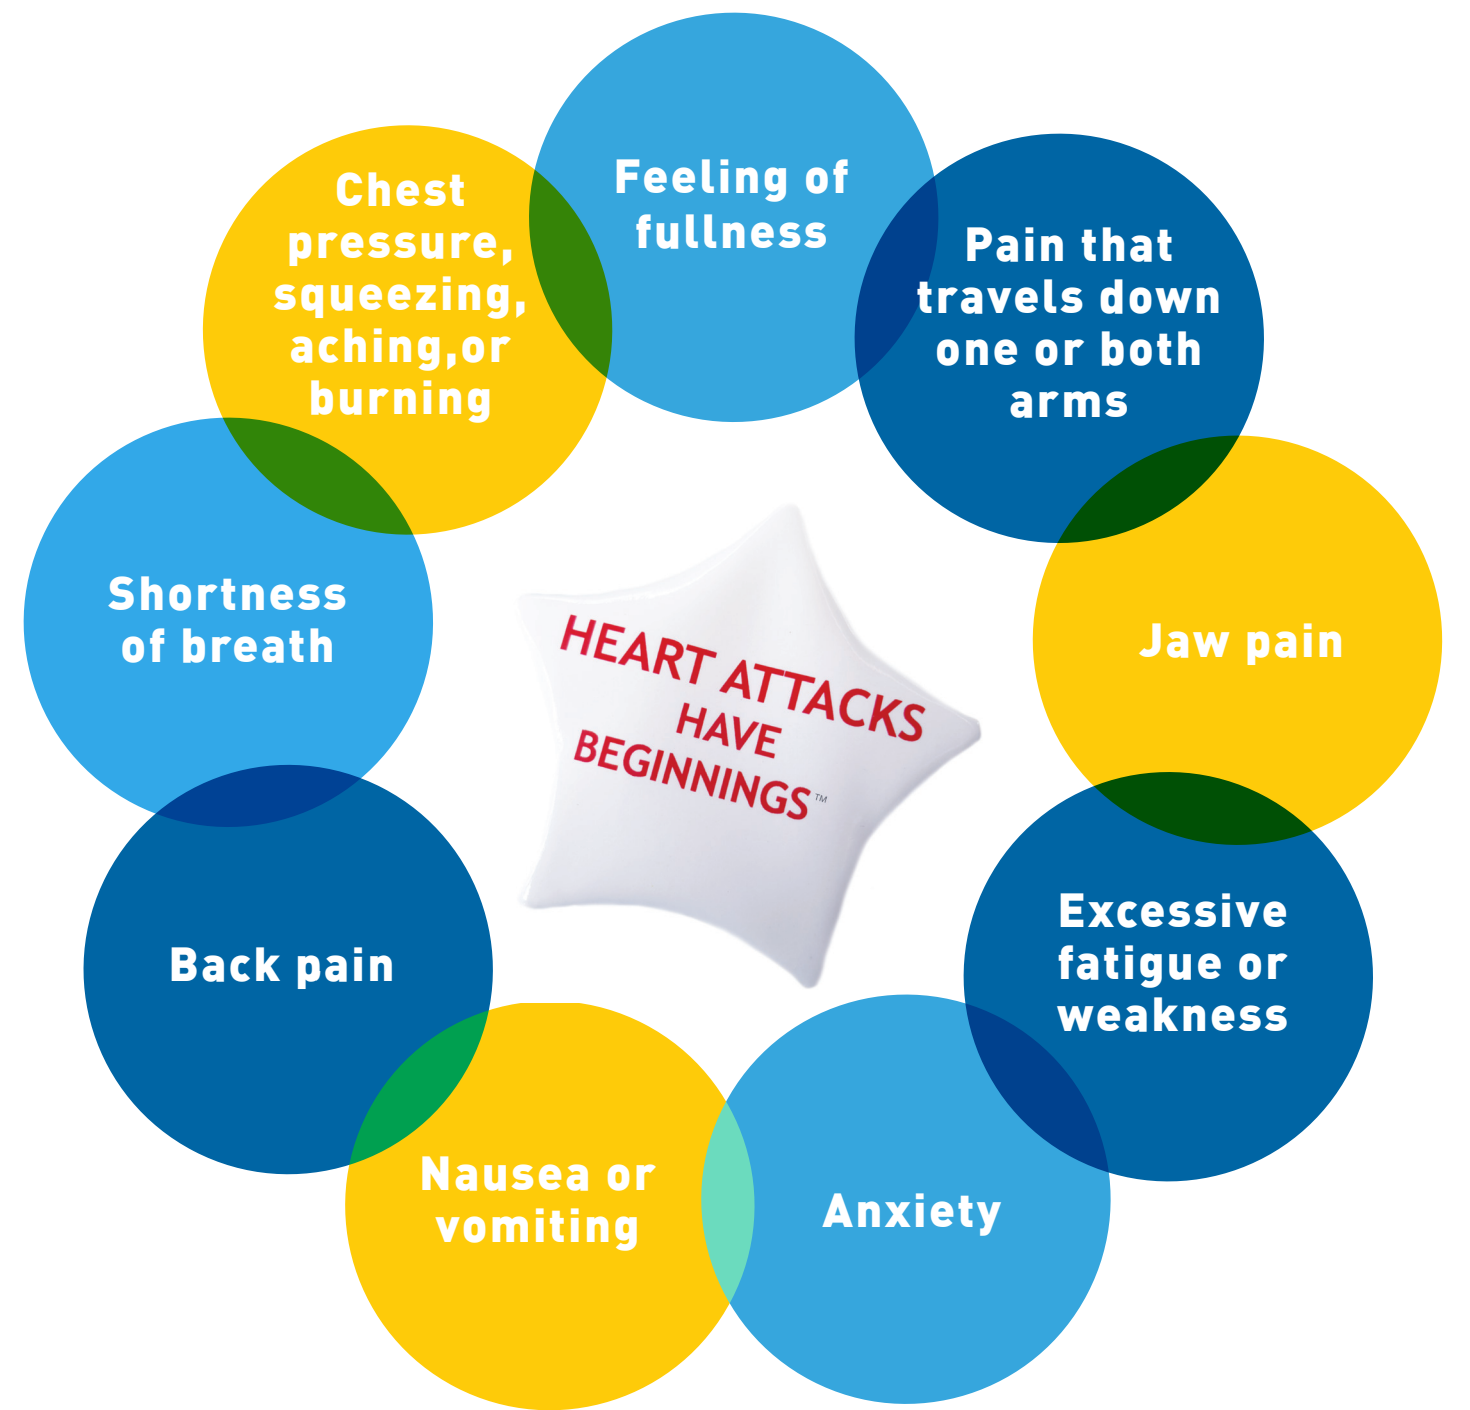 Feeling of
fullness
Pain that
travels down
one or both
arms
Jaw pain
Excessive
fatigue or
weakness
Anxiety
Nausea or
vomiting
Back pain
Shortness
of breath
Chest
pressure,
squeezing,
aching,or
burning
HEART ATTACKS
HAVE
BEGINNINGS™